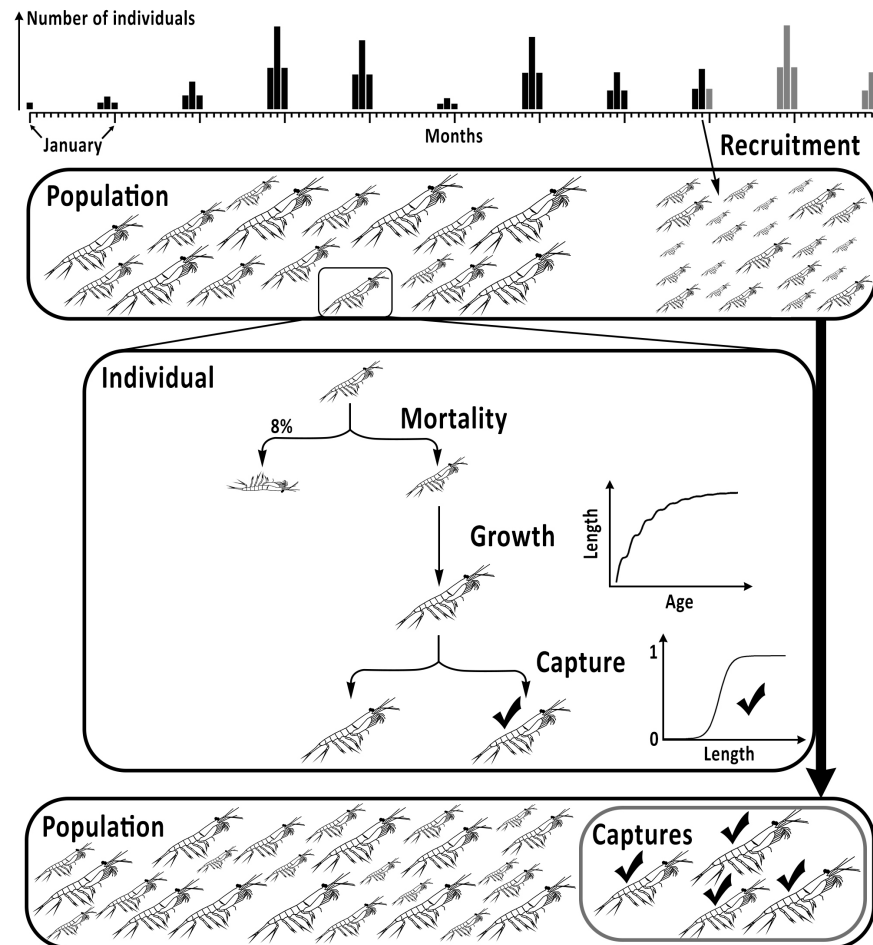 Number of individuals
January
Months
Recruitment
Population
Individual
8%
Mortality
Growth
Length
Age
Capture
1
0
Length
Population
Captures